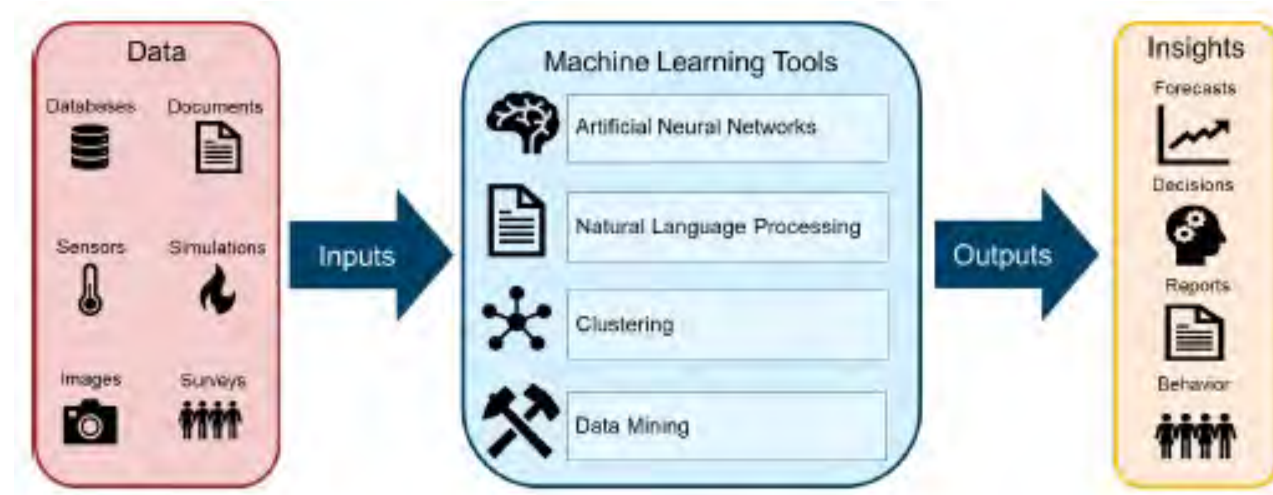 Data
Databases Documents
Sensors Simulations
Images Surveys
Inputs
Machine Learning Tools
Artificial Neural Networks
Natural Language Processing
Clustering
Data Mining
Outputs
Insights
Forecasts
Decisions
Reports
Behavior